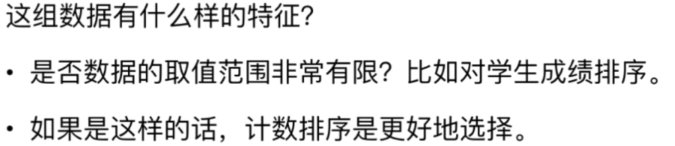 这组数据有什么样的特征？
• 是否数据的取值范围非常有限？比如对学生成绩排序。
• 如果是这样的话，计数排序是更好地选择。